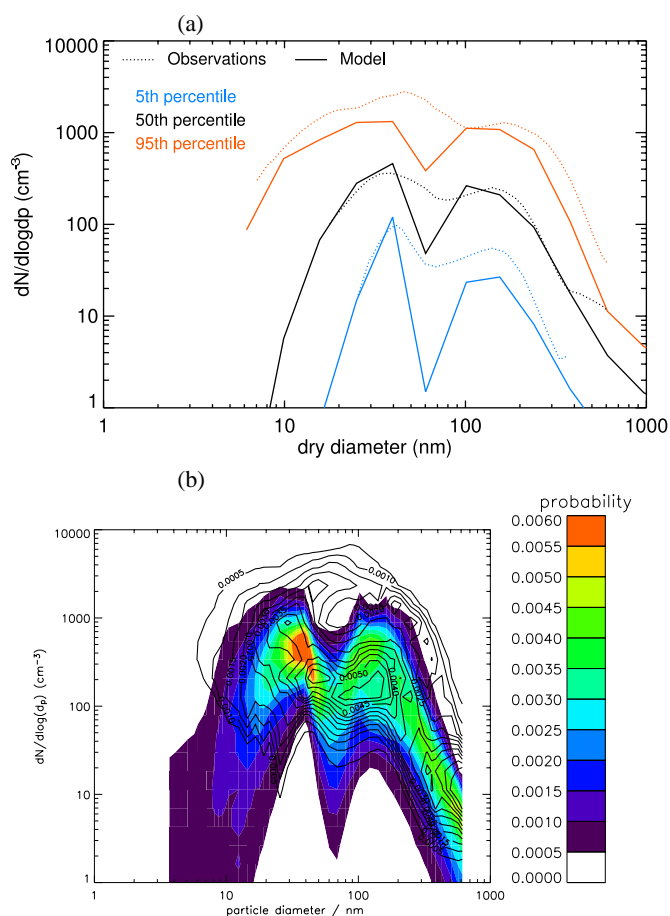 (a)
10000
1000
100
10
1
dN/dlogdp (cm-3)
Observations
Model
5th percentile
50th percentile
95th percentile
1 10 100 1000
dry diameter (nm)
(b)
probability
10000
1000
100
10
1
dN/dlog(dp) (cm-3)
0.0005
0.0010
0.0050
0.0040
0.0045
1 10 100 1000
particle diameter / nm
0.0060
0.0055
0.0050
0.0045
0.0040
0.0035
0.0030
0.0025
0.0020
0.0015
0.0010
0.0005
0.0000